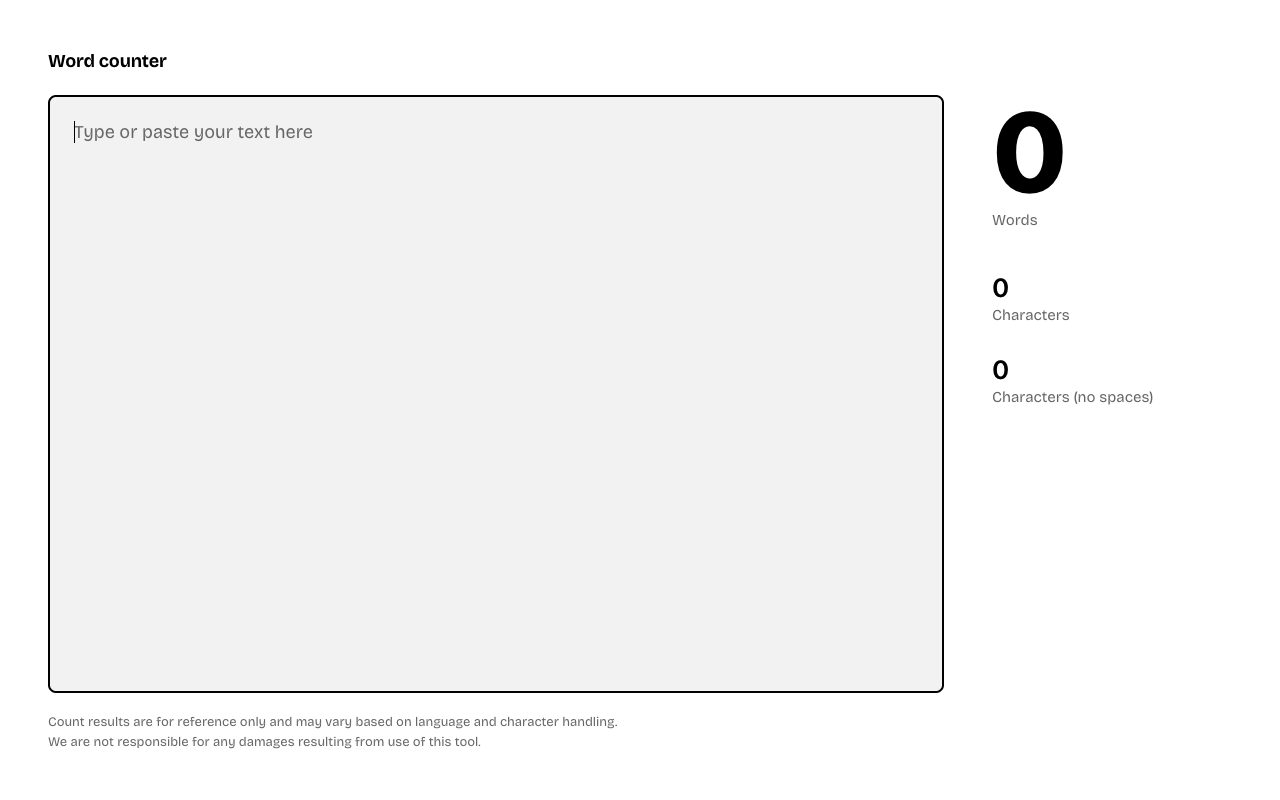 Word counter
Type or paste your text here
0
Words
0
Characters
0
Characters (no spaces)
Count results are for reference only and may vary based on language and character handling.
We are not responsible for any damages resulting from use of this tool.